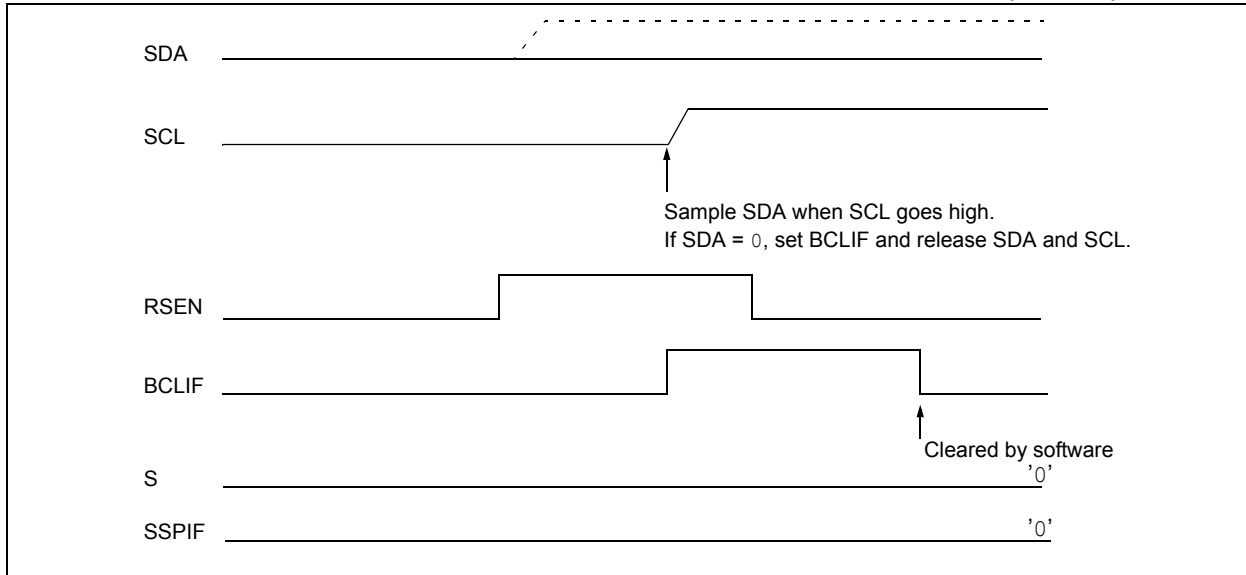 SDA
SCL
Sample SDA when SCL goes high.
If SDA = 0, set BCLIF and release SDA and SCL.
RSEN
BCLIF
Cleared by software
S
'0'
SSPIF
'0'